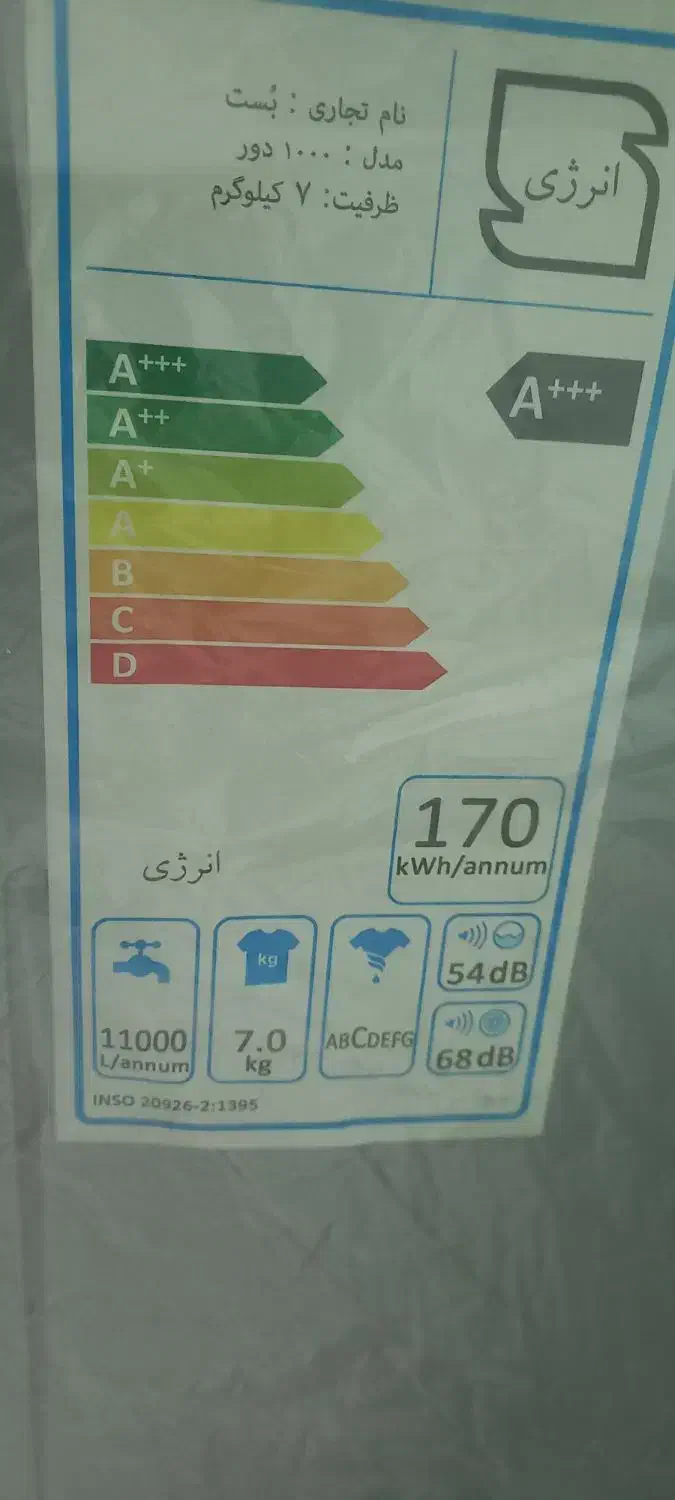 انرژی
نام تجاری : بُست
مدل : ۱۰۰۰ دور
ظرفیت: ۷ کیلوگرم
A+++
A+++
A++
A+
A
B
C
D
170
kWh/annum
انرژی
11000
L/annum
7.0
kg
kg
ABCDEFG
54dB
68dB
INSO 20926-2:1395